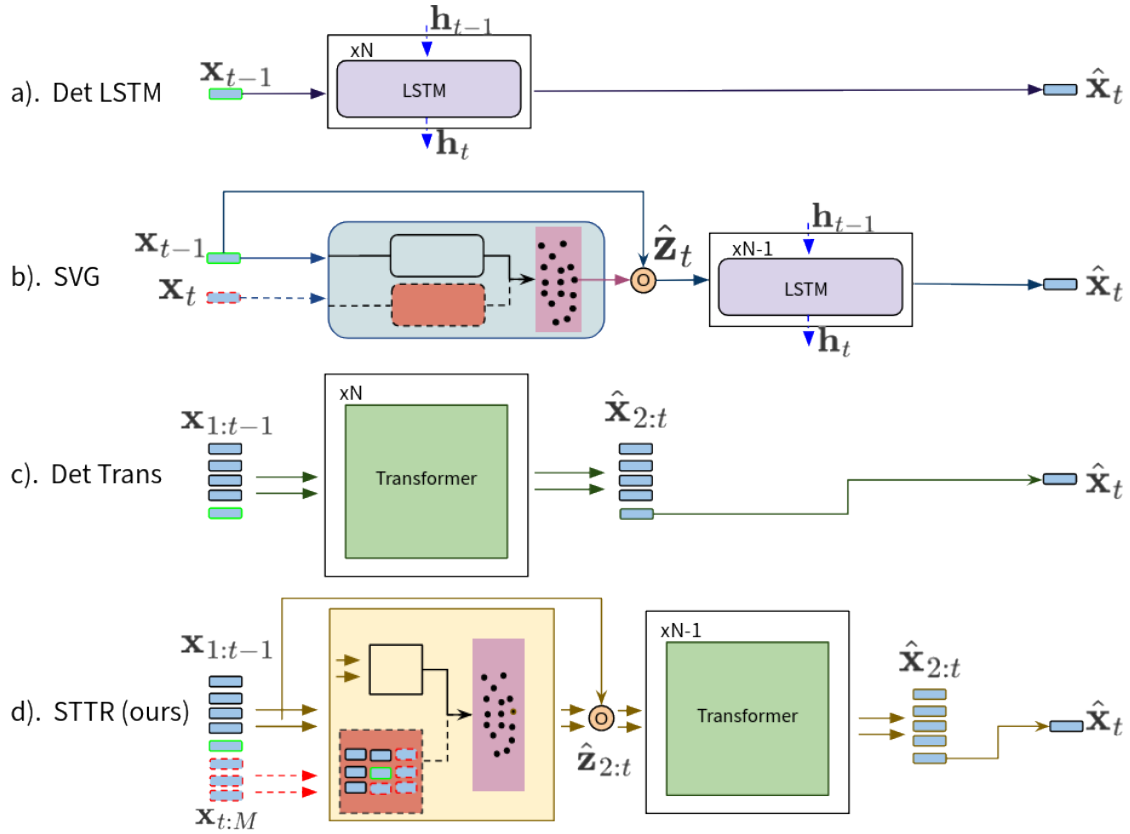 h_{t-1}
xN
x_{t-1}
a). Det LSTM
LSTM
x̂_t
h_t
h_{t-1}
x_{t-1}
ẑ_t
xN-1
b). SVG
x_t
O
LSTM
x̂_t
h_t
xN
x_{1:t-1}
x̂_{2:t}
c). Det Trans
Transformer
x̂_t
x_{1:t-1}
xN-1
x̂_{2:t}
d). STTR (ours)
O
Transformer
x̂_t
ẑ_{2:t}
x_{t:M}